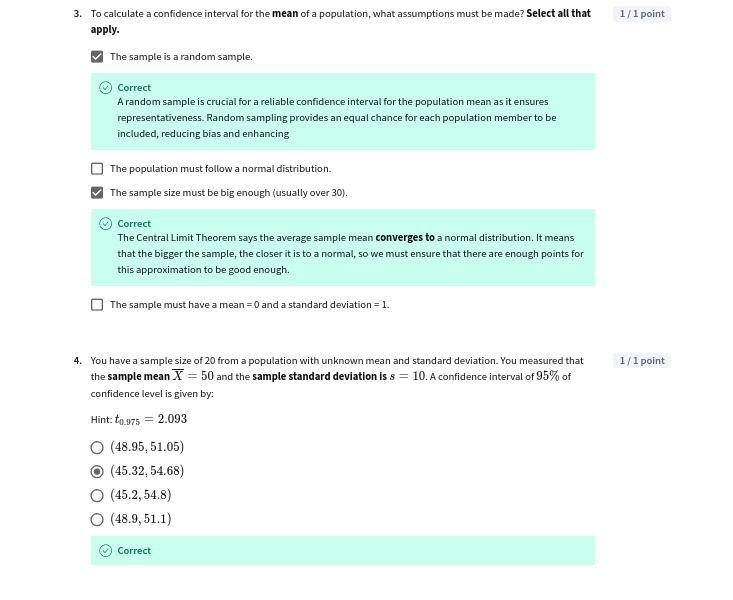 3. To calculate a confidence interval for the mean of a population, what assumptions must be made? Select all that
apply.
1 / 1 point
The sample is a random sample.
Correct
A random sample is crucial for a reliable confidence interval for the population mean as it ensures
representativeness. Random sampling provides an equal chance for each population member to be
included, reducing bias and enhancing
The population must follow a normal distribution.
The sample size must be big enough (usually over 30).
Correct
The Central Limit Theorem says the average sample mean converges to a normal distribution. It means
that the bigger the sample, the closer it is to a normal, so we must ensure that there are enough points for
this approximation to be good enough.
The sample must have a mean = 0 and a standard deviation = 1.
4. You have a sample size of 20 from a population with unknown mean and standard deviation. You measured that
the sample mean X̅ = 50 and the sample standard deviation is s = 10. A confidence interval of 95% of
confidence level is given by:
1 / 1 point
Hint: t₀.₉₇₅ = 2.093
(48.95, 51.05)
(45.32, 54.68)
(45.2, 54.8)
(48.9, 51.1)
Correct